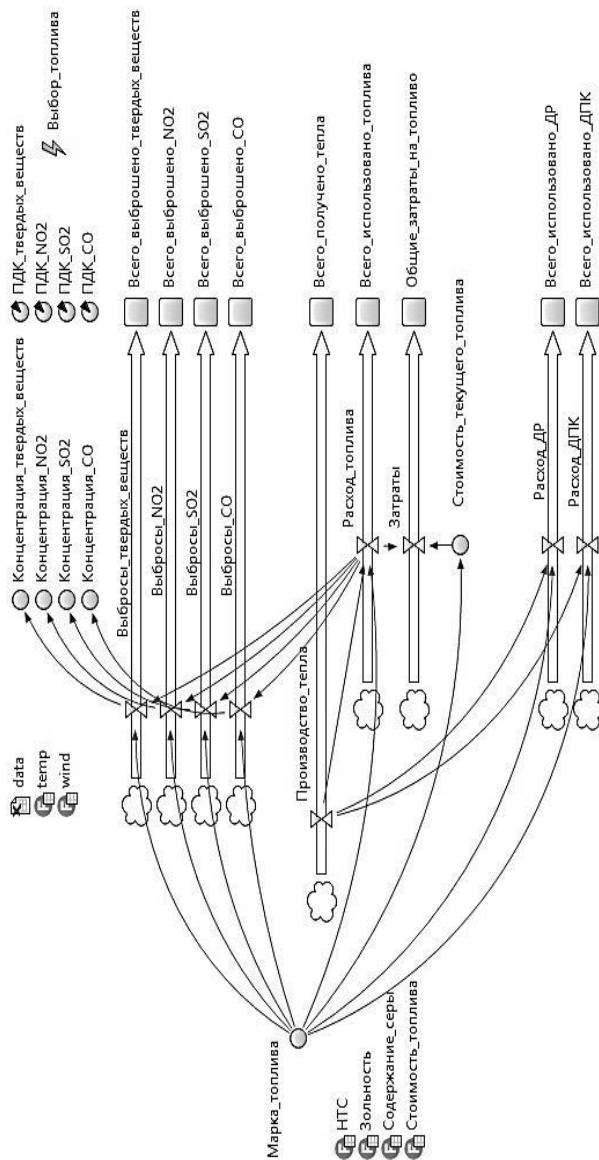 data
temp
wind
Концентрация_твердых_веществ
Концентрация_NO2
Концентрация_SO2
Концентрация_CO
ПДК_твердых_веществ
ПДК_NO2
ПДК_SO2
ПДК_CO
Выбор_топлива
Выбросы_твердых_веществ
Всего_выброшено_твердых_веществ
Выбросы_NO2
Всего_выброшено_NO2
Выбросы_SO2
Всего_выброшено_SO2
Выбросы_CO
Всего_выброшено_CO
Марка_топлива
Производство_тепла
Всего_получено_тепла
НТС
Зольность
Содержание_серы
Стоимость_топлива
Расход_топлива
Всего_использовано_топлива
Затраты
Общие_затраты_на_топливо
Стоимость_текущего_топлива
Расход_ДР
Всего_использовано_ДР
Расход_ДПК
Всего_использовано_ДПК